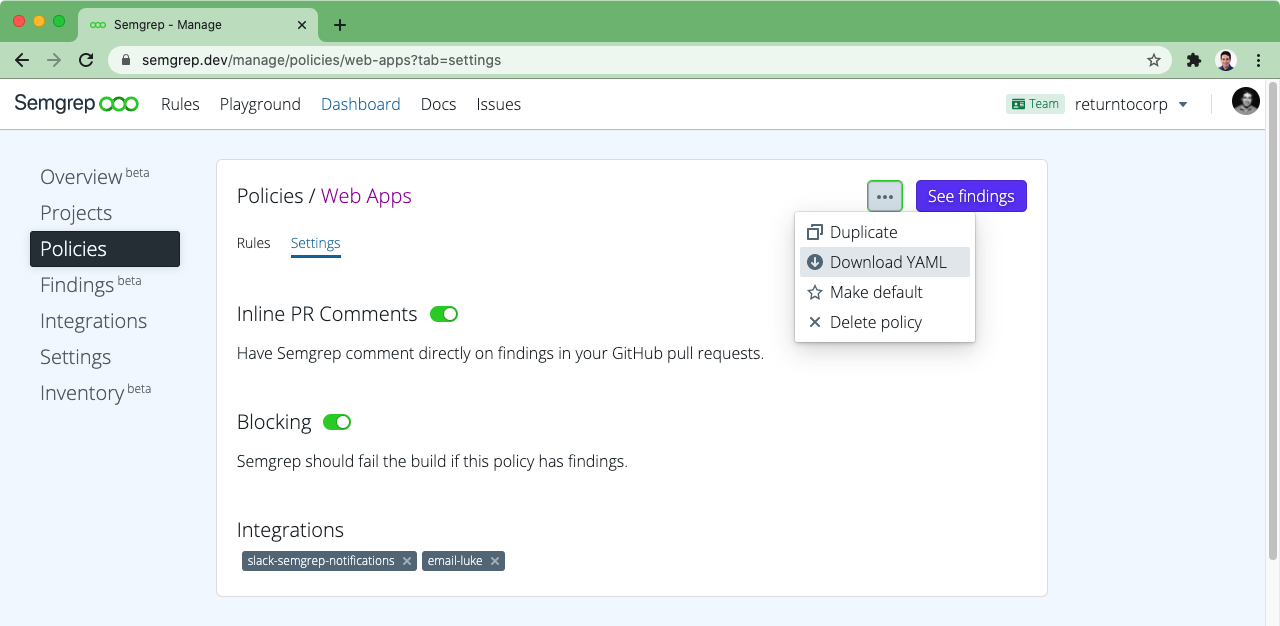 Semgrep - Manage
semgrep.dev/manage/policies/web-apps?tab=settings
Semgrep Rules Playground Dashboard Docs Issues Team returntocorp
Overview beta
Projects
Policies
Findings beta
Integrations
Settings
Inventory beta
Policies / Web Apps
See findings
Duplicate
Download YAML
Make default
Delete policy
Rules Settings
Inline PR Comments
Have Semgrep comment directly on findings in your GitHub pull requests.
Blocking
Semgrep should fail the build if this policy has findings.
Integrations
slack-semgrep-notifications email-luke